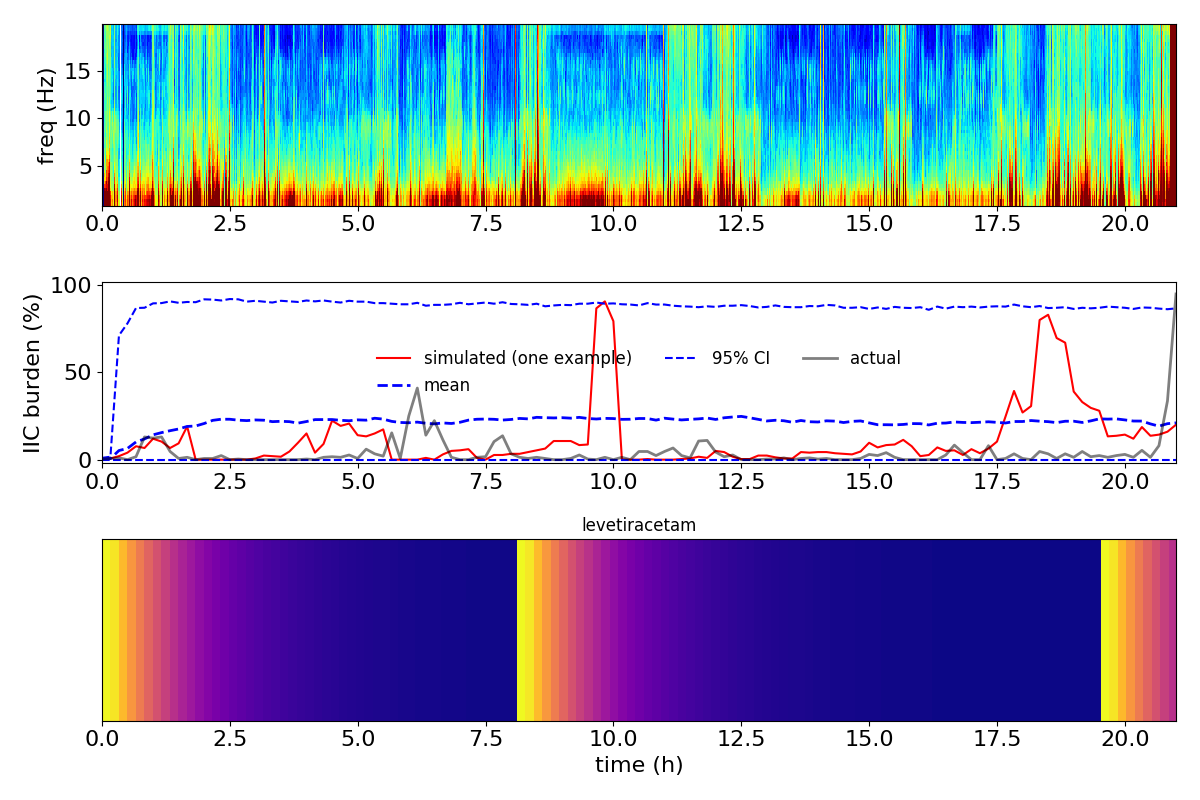 freq (Hz)
15
10
5
0.0 2.5 5.0 7.5 10.0 12.5 15.0 17.5 20.0
IIC burden (%)
100
50
0
simulated (one example) 95% CI actual
mean
0.0 2.5 5.0 7.5 10.0 12.5 15.0 17.5 20.0
levetiracetam
0.0 2.5 5.0 7.5 10.0 12.5 15.0 17.5 20.0
time (h)